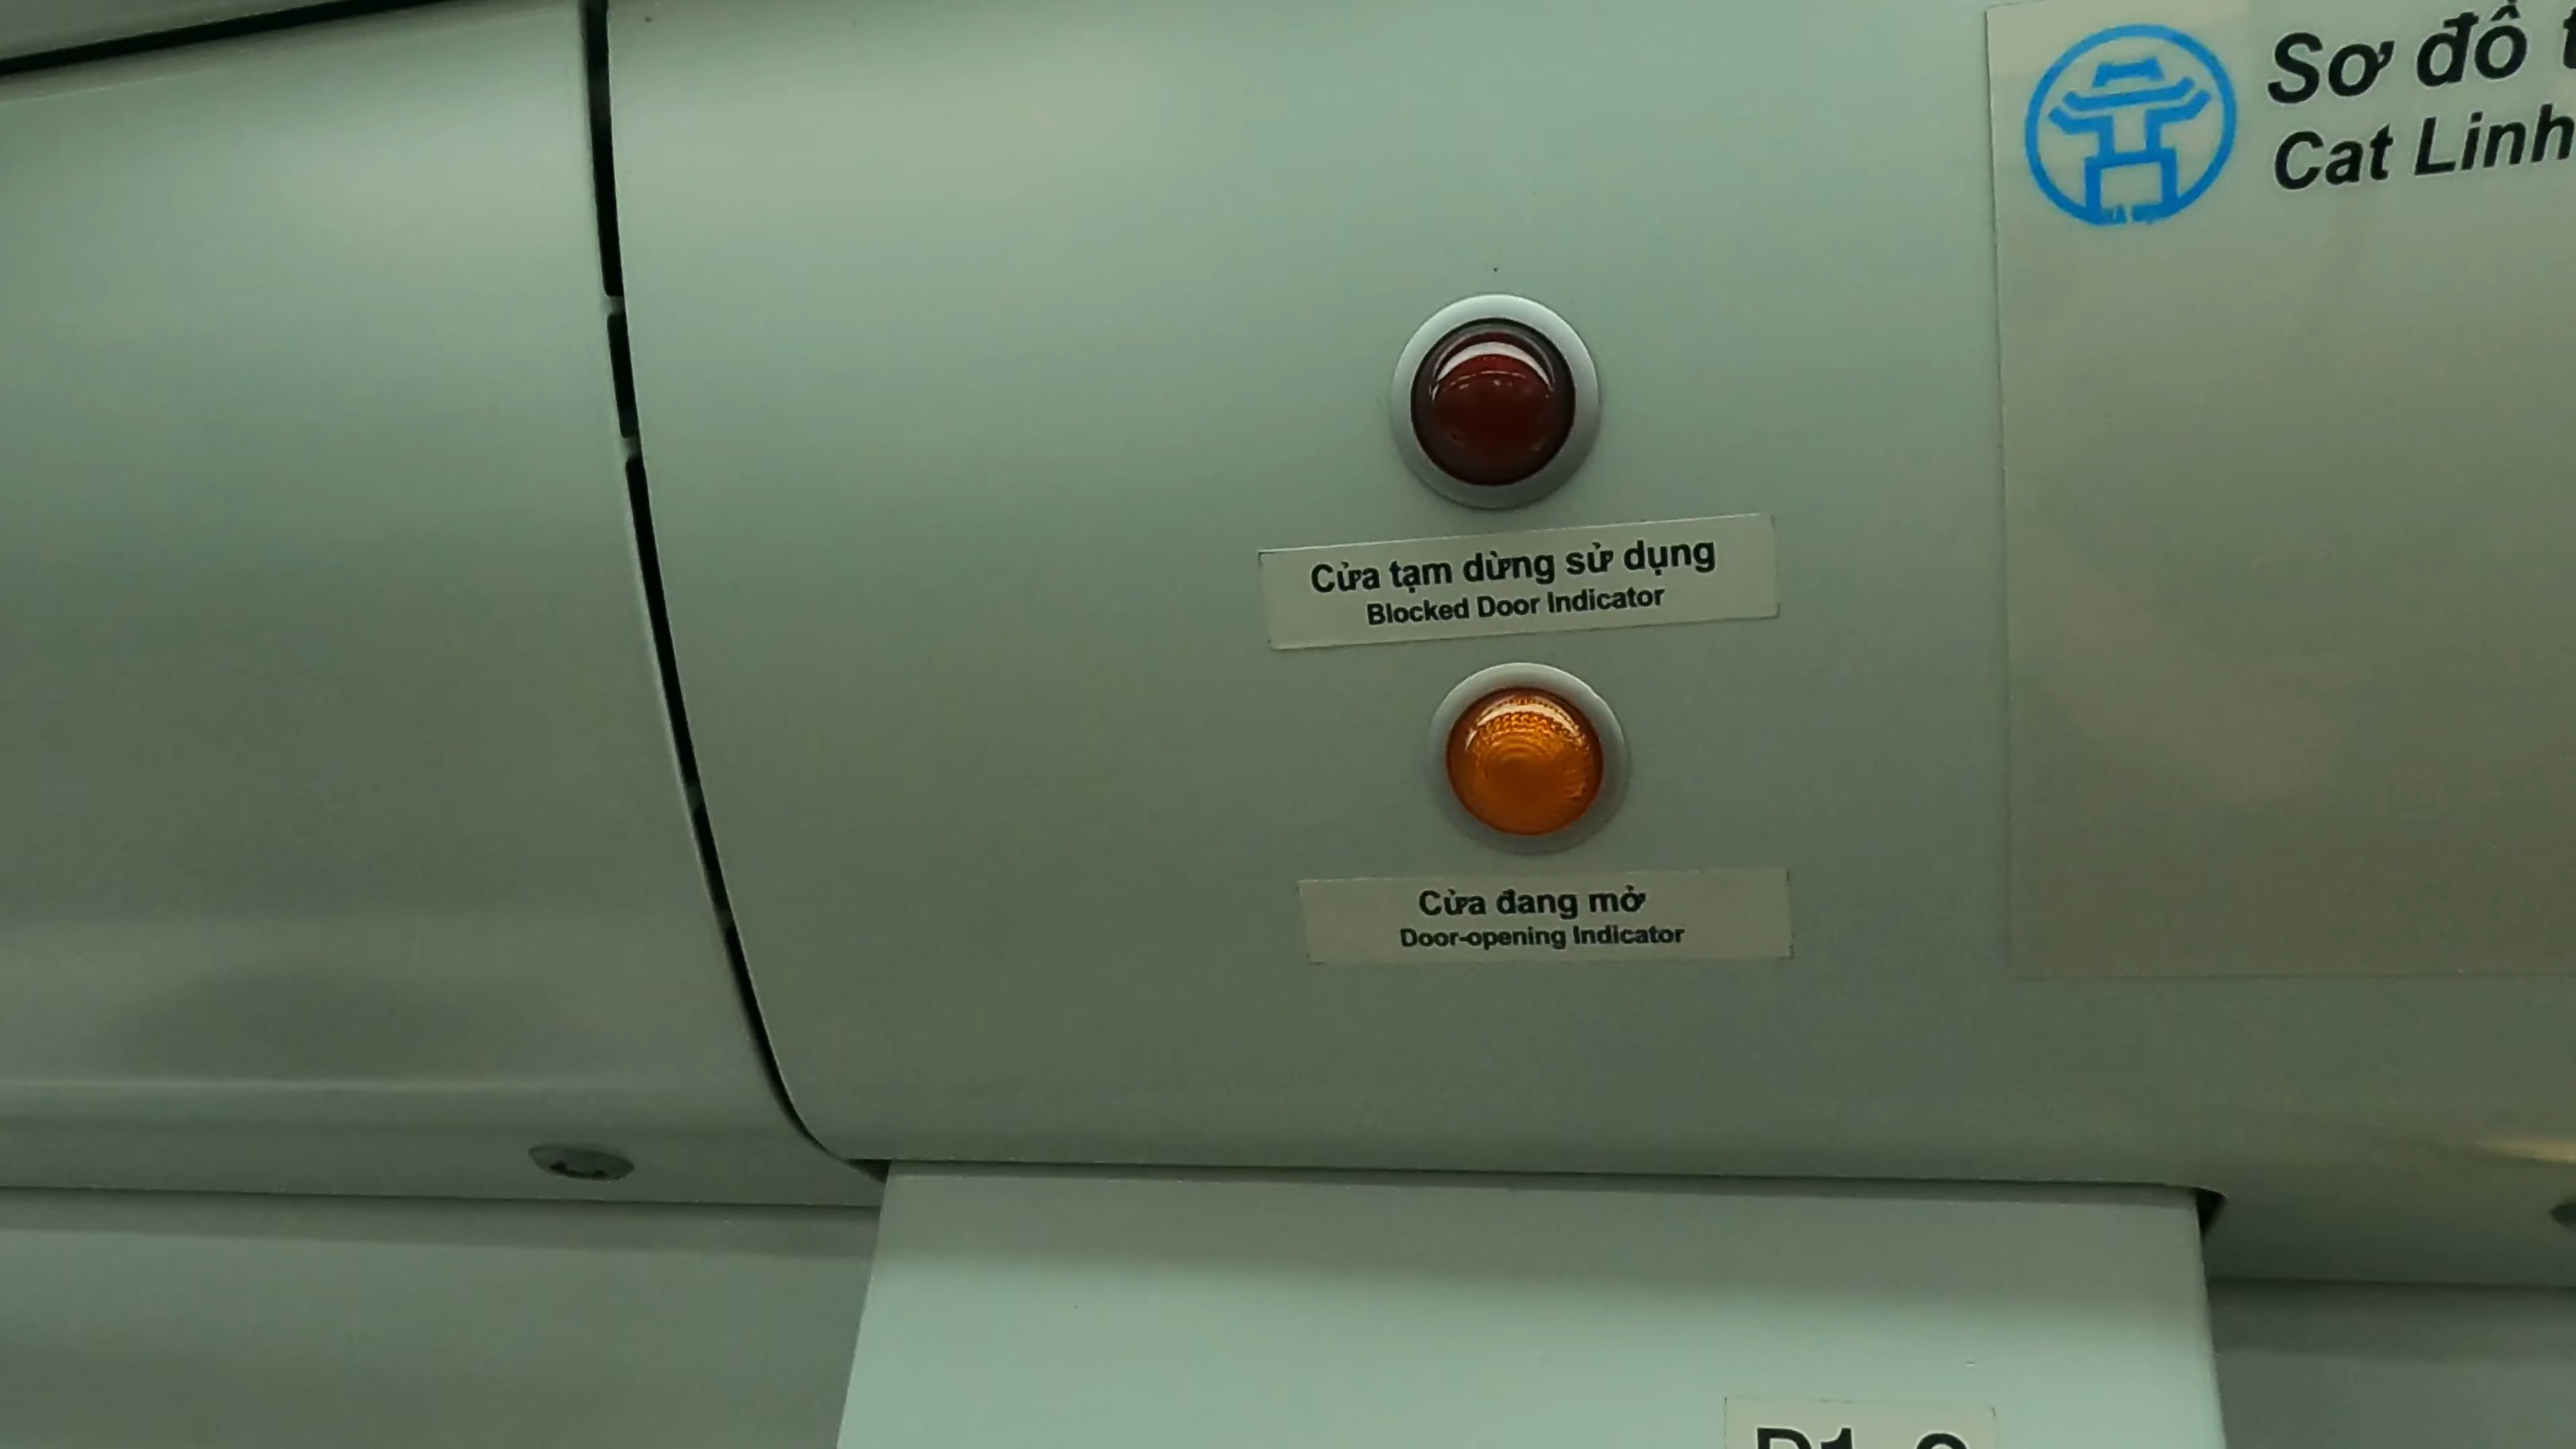 Sơ đồ
Cat Linh
Cửa tạm dừng sử dụng
Blocked Door Indicator
Cửa đang mở
Door-opening Indicator